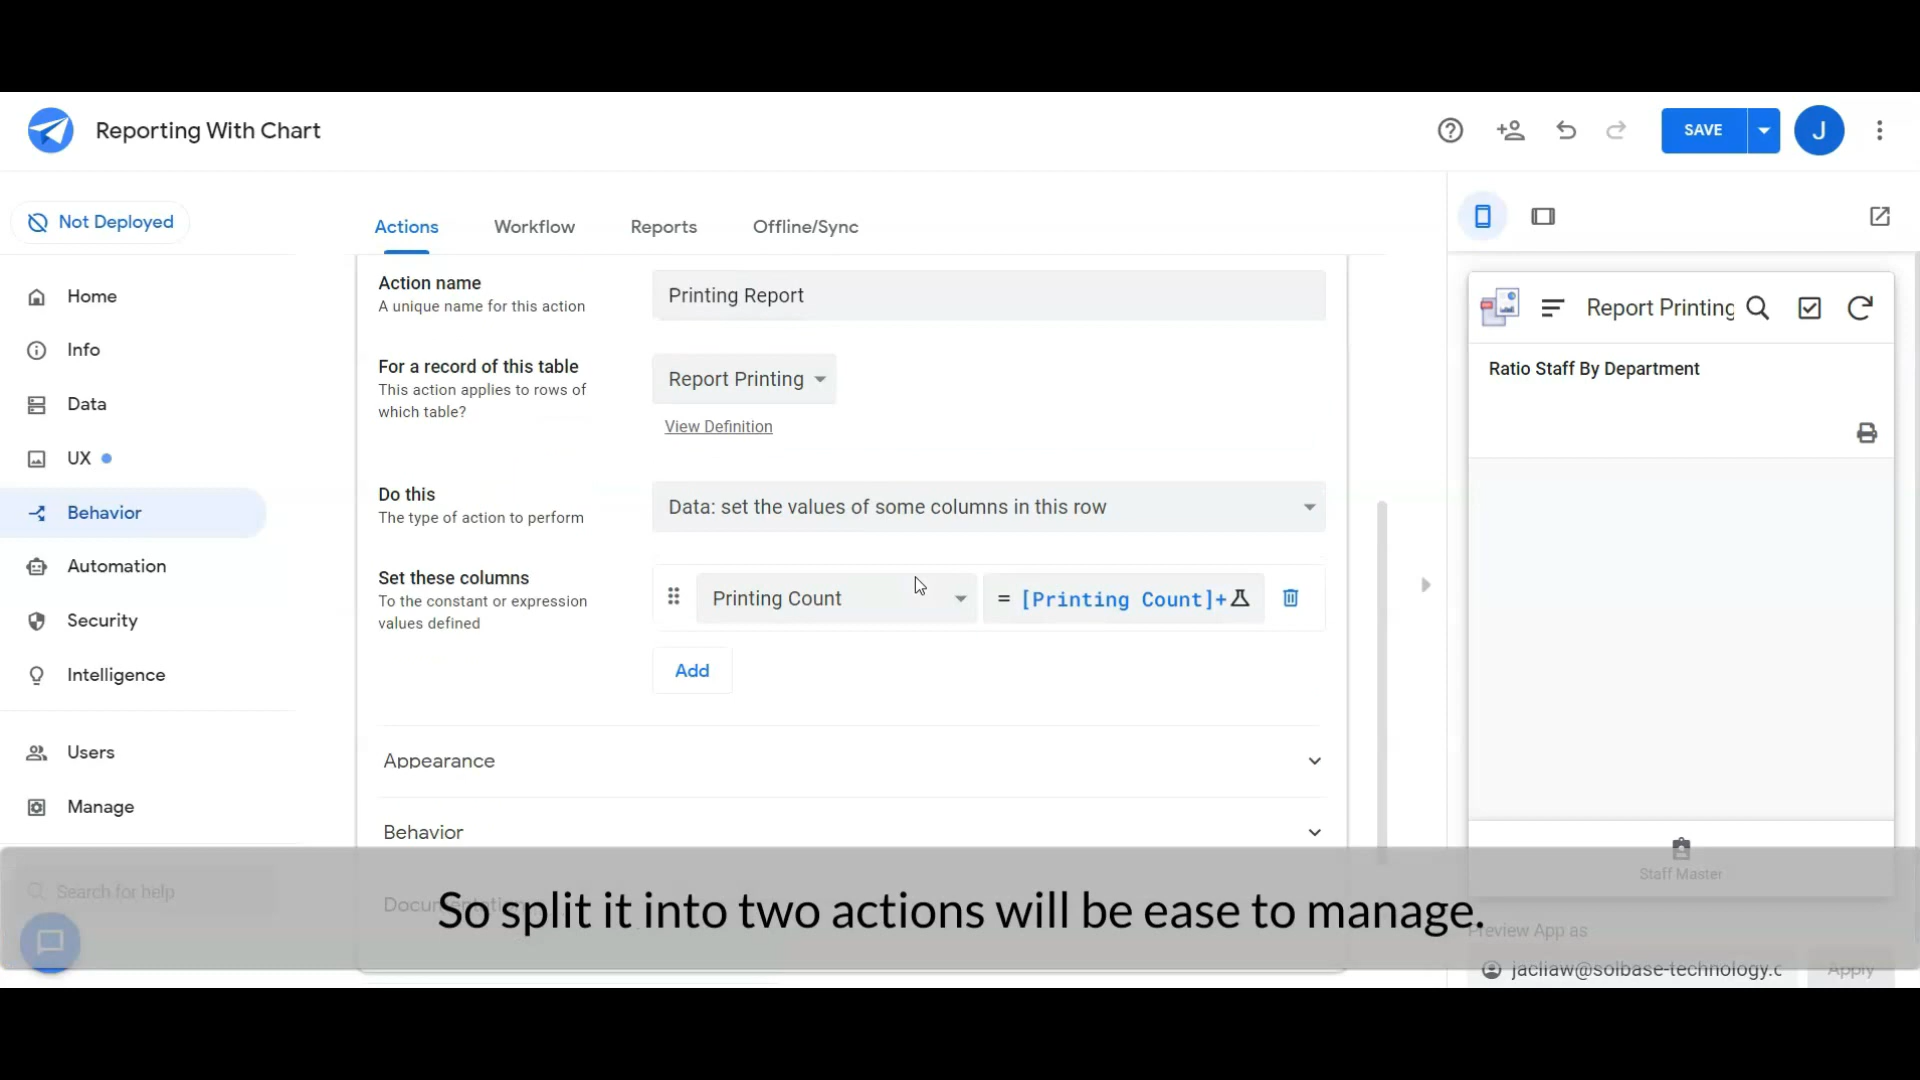 Reporting With Chart
SAVE
J
Not Deployed
Actions
Workflow
Reports
Offline/Sync
Home
Info
Data
UX
Behavior
Automation
Security
Intelligence
Users
Manage
Search for help
Action name
A unique name for this action
Printing Report
For a record of this table
This action applies to rows of
which table?
Report Printing
View Definition
Do this
The type of action to perform
Data: set the values of some columns in this row
Set these columns
To the constant or expression
values defined
Printing Count
= [Printing Count]+
Add
Appearance
Behavior
Documentation
So split it into two actions will be ease to manage.
Report Printing
Ratio Staff By Department
Staff Master
Preview App as
jacliaw@solbase-technology.c
Apply